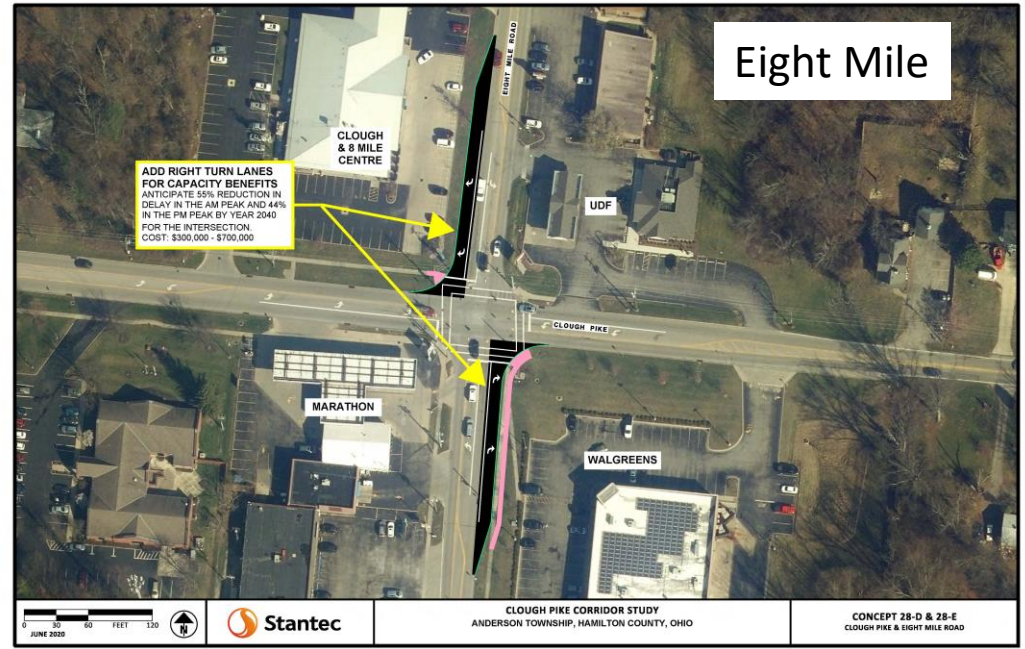 Eight Mile
EIGHT MILE ROAD
CLOUGH
& 8 MILE
CENTRE
ADD RIGHT TURN LANES
FOR CAPACITY BENEFITS
ANTICIPATE 55% REDUCTION IN
DELAY IN THE AM PEAK AND 44%
IN THE PM PEAK BY YEAR 2040
FOR THE INTERSECTION.
COST: $300,000 - $700,000
UDF
CLOUGH PIKE
MARATHON
WALGREENS
0 30 60 FEET 120
JUNE 2020
N
Stantec
CLOUGH PIKE CORRIDOR STUDY
ANDERSON TOWNSHIP, HAMILTON COUNTY, OHIO
CONCEPT 28-D & 28-E
CLOUGH PIKE & EIGHT MILE ROAD